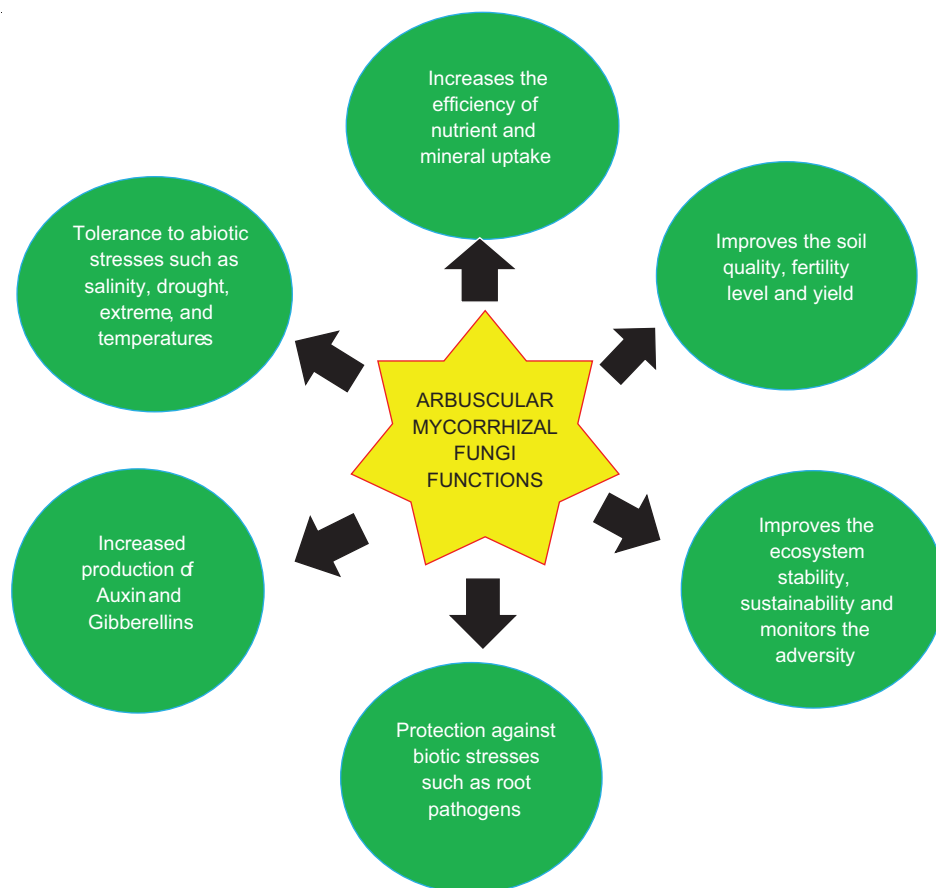 Increases the
efficiency of
nutrient and
mineral uptake
Tolerance to abiotic
stresses such as
salinity, drought,
extreme, and
temperatures
Improves the soil
quality, fertility
level and yield
ARBUSCULAR
MYCORRHIZAL
FUNGI
FUNCTIONS
Increased
production of
Auxin and
Gibberellins
Improves the
ecosystem
stability,
sustainability and
monitors the
adversity
Protection against
biotic stresses
such as root
pathogens